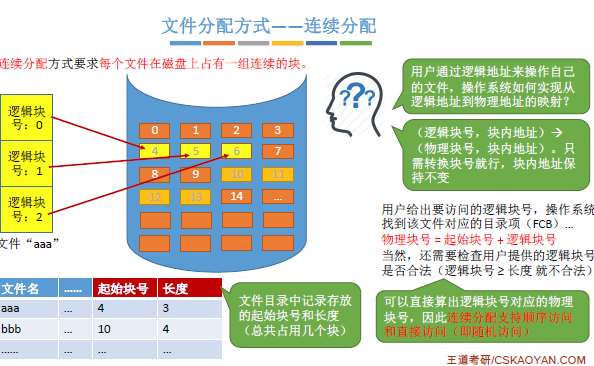 文件分配方式——连续分配
连续分配方式要求每个文件在磁盘上占有一组连续的块。
逻辑块号：0
逻辑块号：1
逻辑块号：2
文件“aaa”
0 1 2 3
4 5 6 7
8 9 10 11
12 13 14 ...
? ? ?
用户通过逻辑地址来操作自己
的文件，操作系统如何实现从
逻辑地址到物理地址的映射？
（逻辑块号，块内地址）→
（物理块号，块内地址）。只
需转换块号就行，块内地址保
持不变
用户给出要访问的逻辑块号，操作系统
找到该文件对应的目录项（FCB）...
物理块号 = 起始块号 + 逻辑块号
当然，还需要检查用户提供的逻辑块号
是否合法（逻辑块号 ≥ 长度 就不合法）
文件名 ...... 起始块号 长度
aaa ... 4 3
bbb ... 10 4
...... ... ... ...
文件目录中记录存放
的起始块号和长度
（总共占用几个块）
可以直接算出逻辑块号对应的物理
块号，因此连续分配支持顺序访问
和直接访问（即随机访问）
王道考研/CSKAOYAN.COM